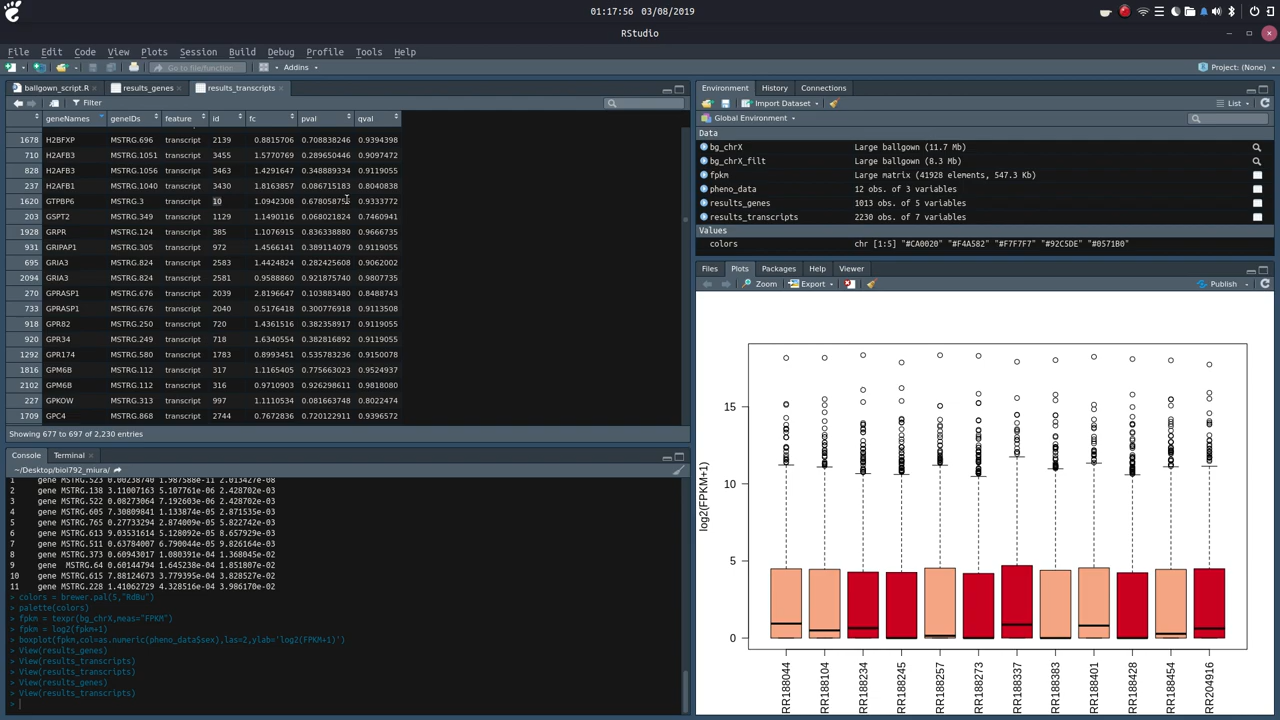 01:17:56 03/08/2019
RStudio
File Edit Code View Plots Session Build Debug Profile Tools Help
Go to file/function Addins Project: (None)
ballgown_script.R results_genes results_transcripts
Filter
geneNames geneIDs feature id fc pval qval
1678 H2BFXP MSTRG.696 transcript 2139 0.8815706 0.708838246 0.9394398
710 H2AFB3 MSTRG.1051 transcript 3455 1.5770769 0.289650446 0.9097472
828 H2AFB3 MSTRG.1056 transcript 3463 1.4291647 0.348889334 0.9119055
237 H2AFB1 MSTRG.1040 transcript 3430 1.8163857 0.086715183 0.8040838
1620 GTPBP6 MSTRG.3 transcript 10 1.0942308 0.678058753 0.9333772
203 GSPT2 MSTRG.349 transcript 1129 1.1490116 0.068021824 0.7460941
1928 GRPR MSTRG.124 transcript 385 1.1076915 0.836338880 0.9666735
931 GRIPAP1 MSTRG.305 transcript 972 1.4566141 0.389114079 0.9119055
695 GRIA3 MSTRG.824 transcript 2583 1.4424824 0.282425608 0.9062002
2094 GRIA3 MSTRG.824 transcript 2581 0.9588860 0.921875740 0.9807735
270 GPRASP1 MSTRG.676 transcript 2039 2.8196647 0.103883480 0.8488743
733 GPRASP1 MSTRG.676 transcript 2040 0.5176418 0.300776918 0.9113508
918 GPR82 MSTRG.250 transcript 720 1.4361516 0.382358917 0.9119055
920 GPR34 MSTRG.249 transcript 718 1.6340554 0.382816892 0.9119055
1292 GPR174 MSTRG.580 transcript 1783 0.8993451 0.535783236 0.9150078
1816 GPM6B MSTRG.112 transcript 317 1.1165405 0.775663023 0.9524937
2102 GPM6B MSTRG.112 transcript 316 0.9710903 0.926298611 0.9818080
227 GPKOW MSTRG.313 transcript 997 1.1110534 0.081663748 0.8022474
1709 GPC4 MSTRG.868 transcript 2744 0.7672836 0.720122911 0.9396572
Showing 677 to 697 of 2,230 entries
Console Terminal
~/Desktop/biol792_miura/
1 gene MSTRG.523 0.00238740 1.987588e-11 2.013427e-08
2 gene MSTRG.138 3.11007163 5.107761e-06 2.428702e-03
3 gene MSTRG.522 0.08273064 7.192603e-06 2.428702e-03
4 gene MSTRG.605 7.30809841 1.133874e-05 2.871535e-03
5 gene MSTRG.765 0.27733294 2.874009e-05 5.822742e-03
6 gene MSTRG.613 9.03531614 5.128092e-05 8.657929e-03
7 gene MSTRG.511 0.63784007 6.790049e-05 9.826164e-03
8 gene MSTRG.373 0.60943017 1.080391e-04 1.368045e-02
9 gene MSTRG.64 0.60144794 1.645238e-04 1.851807e-02
10 gene MSTRG.615 7.88124673 3.779395e-04 3.828527e-02
11 gene MSTRG.228 1.41062729 4.328516e-04 3.986170e-02
> colors = brewer.pal(5,"RdBu")
> palette(colors)
> fpkm = texpr(bg_chrX,meas="FPKM")
> fpkm = log2(fpkm+1)
> boxplot(fpkm,col=as.numeric(pheno_data$sex),las=2,ylab='log2(FPKM+1)')
> View(results_genes)
> View(results_transcripts)
> View(results_transcripts)
> View(results_genes)
> View(results_transcripts)
>
Environment History Connections
Import Dataset List
Global Environment
Data
bg_chrX Large ballgown (11.7 Mb)
bg_chrX_filt Large ballgown (8.3 Mb)
fpkm Large matrix (41928 elements, 547.3 Kb)
pheno_data 12 obs. of 3 variables
results_genes 1013 obs. of 5 variables
results_transcripts 2230 obs. of 7 variables
Values
colors chr [1:5] "#CA0020" "#F4A582" "#F7F7F7" "#92C5DE" "#0571B0"
Files Plots Packages Help Viewer
Zoom Export Publish
log2(FPKM+1)
15
10
5
0
RR188044 RR188104 RR188234 RR188245 RR188257 RR188273 RR188337 RR188383 RR188401 RR188428 RR188454 RR204916